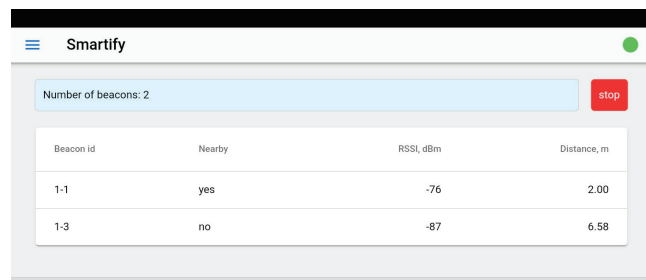 Smartify
Number of beacons: 2 stop
Beacon id Nearby RSSI, dBm Distance, m
1-1 yes -76 2.00
1-3 no -87 6.58